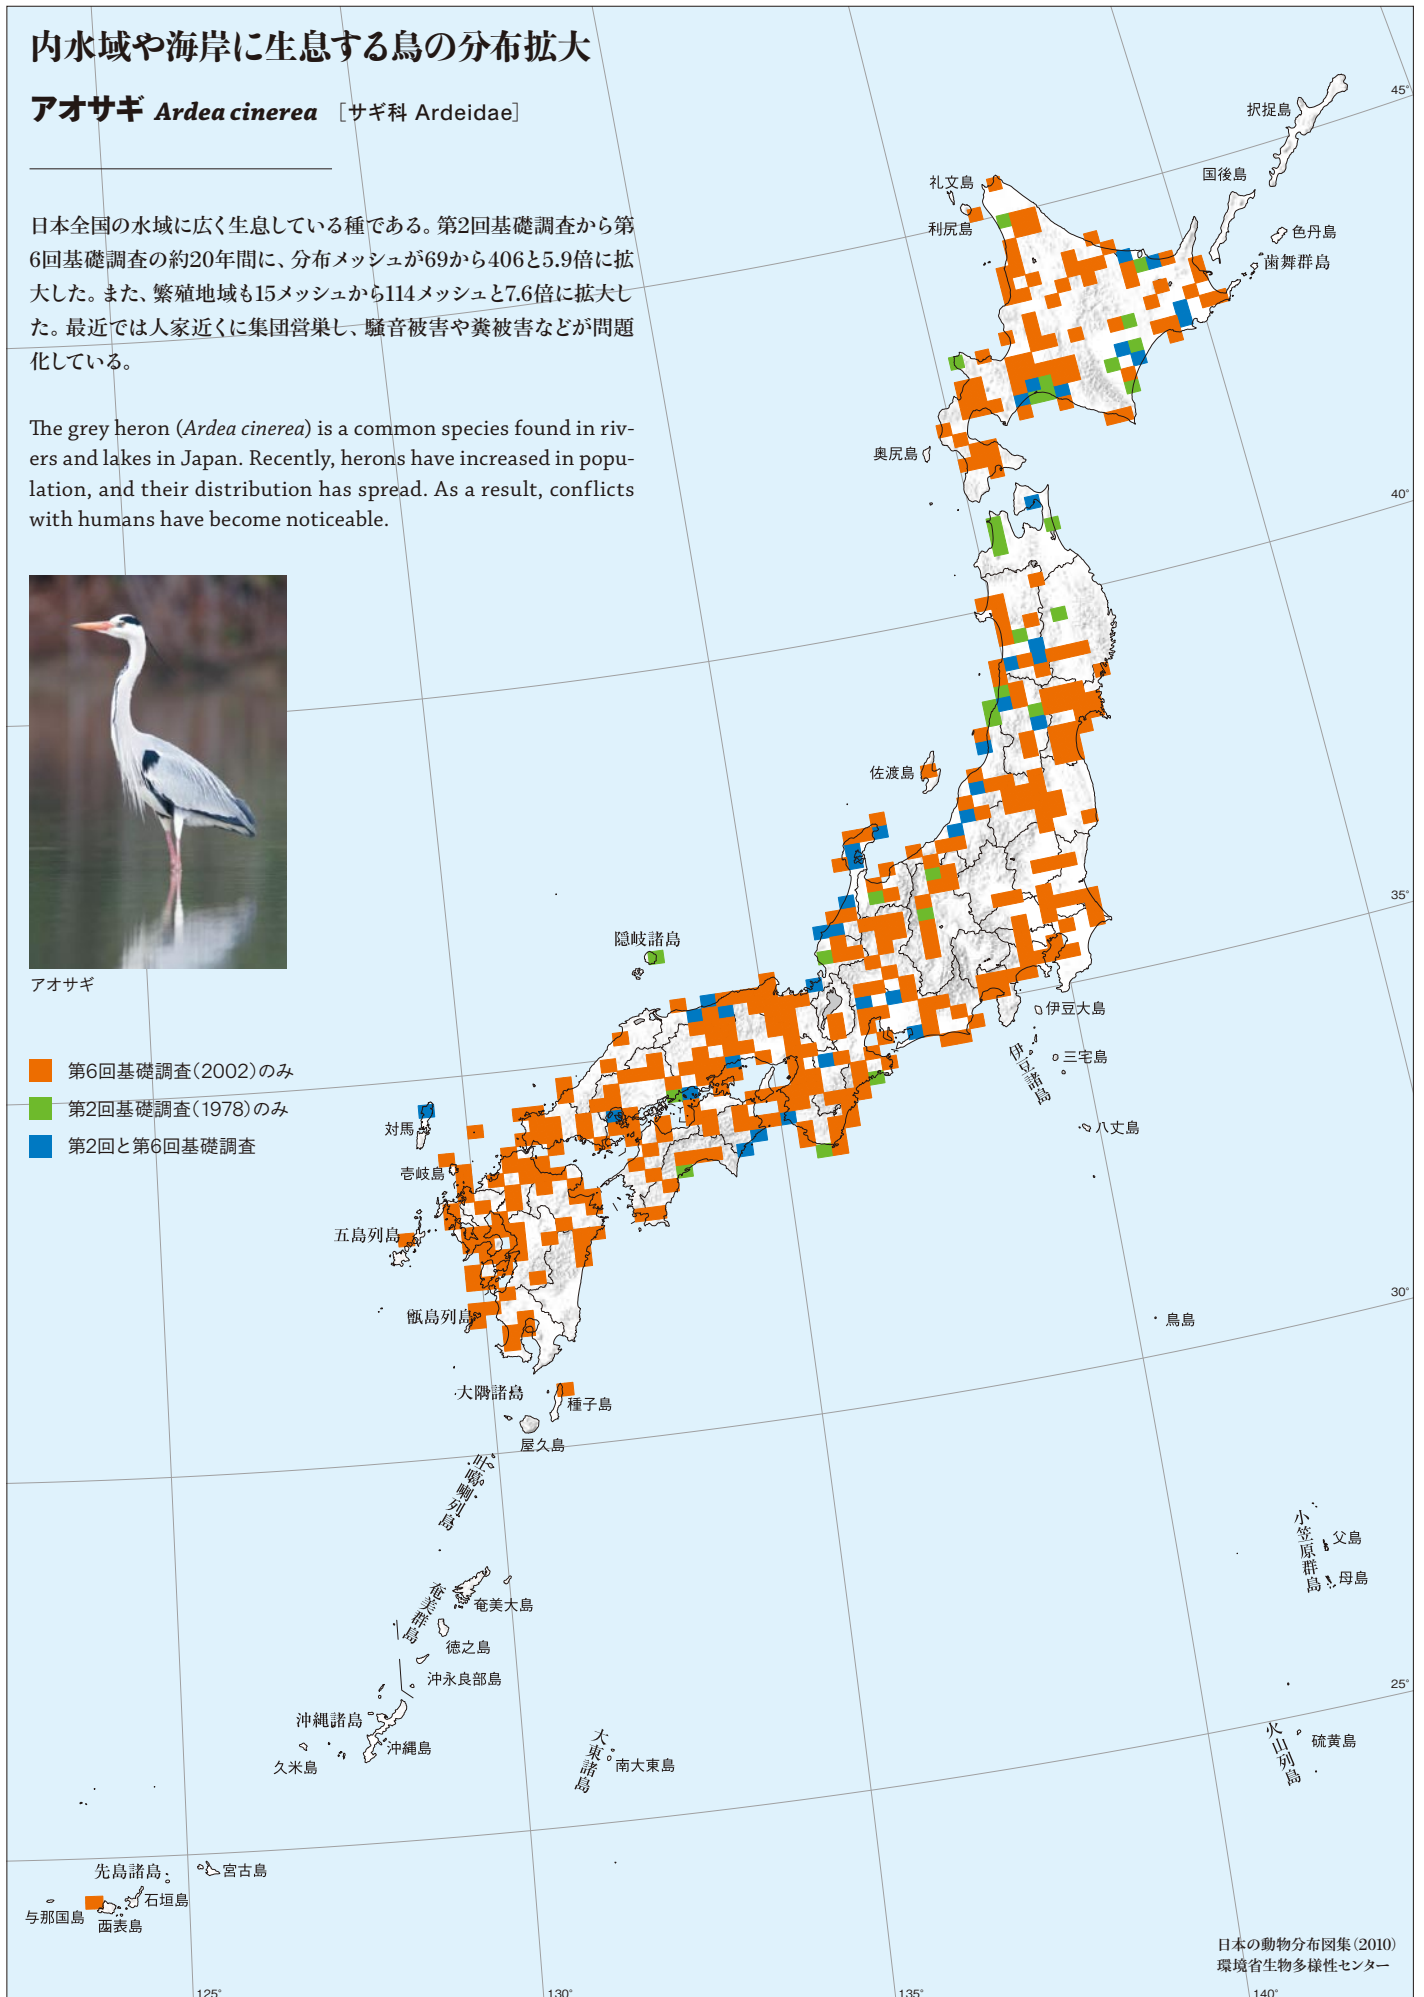 内水域や海岸に生息する鳥の分布拡大
アオサギ Ardea cinerea [サギ科 Ardeidae]
日本全国の水域に広く生息している種である。第2回基礎調査から第
6回基礎調査の約20年間に、分布メッシュが69から406と5.9倍に拡
大した。また、繁殖地域も15メッシュから114メッシュと7.6倍に拡大し
た。最近では人家近くに集団営巣し、騒音被害や糞被害などが問題
化している。
The grey heron (Ardea cinerea) is a common species found in riv-
ers and lakes in Japan. Recently, herons have increased in popu-
lation, and their distribution has spread. As a result, conflicts
with humans have become noticeable.
アオサギ
第6回基礎調査(2002)のみ
第2回基礎調査(1978)のみ
第2回と第6回基礎調査
択捉島
国後島
色丹島
歯舞群島
礼文島
利尻島
奥尻島
佐渡島
隠岐諸島
伊豆大島
伊豆諸島
三宅島
八丈島
対馬
壱岐島
五島列島
甑島列島
鳥島
大隅諸島
種子島
屋久島
吐噶喇列島
奄美群島
奄美大島
徳之島
沖永良部島
沖縄諸島
沖縄島
久米島
大東諸島
南大東島
小笠原群島
父島
母島
火山列島
硫黄島
先島諸島
宮古島
石垣島
与那国島
西表島
45°
40°
35°
30°
25°
125°
130°
135°
140°
日本の動物分布図集(2010)
環境省生物多様性センター